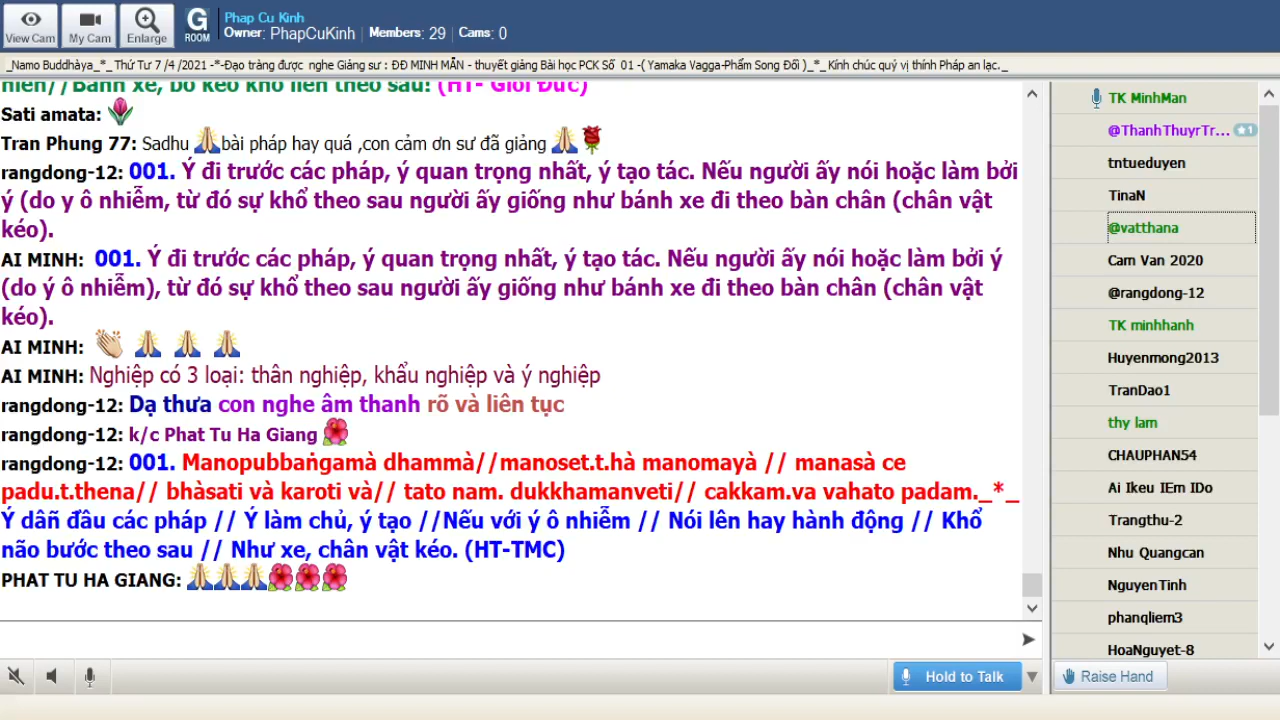 View Cam
My Cam
Enlarge
G
ROOM
Phap Cu Kinh
Owner: PhapCuKinh | Members: 29 | Cams: 0
_Namo Buddhàya_*_ Thứ Tư 7 /4 /2021 -*-Đạo tràng được nghe Giảng sư : ĐĐ MINH MẪN - thuyết giảng Bài học PCK Số 01 -( Yamaka Vagga-Phẩm Song Đối )_*_ Kính chúc quý vị thính Pháp an lạc._
nhiên//Bánh xe, bò kéo khổ liền theo sau! (HT- Giới Đức)
Sati amata:
Tran Phung 77: Sadhu bài pháp hay quá ,con cảm ơn sư đã giảng
rangdong-12: 001. Ý đi trước các pháp, ý quan trọng nhất, ý tạo tác. Nếu người ấy nói hoặc làm bởi
ý (do y ô nhiễm, từ đó sự khổ theo sau người ấy giống như bánh xe đi theo bàn chân (chân vật
kéo).
AI MINH: 001. Ý đi trước các pháp, ý quan trọng nhất, ý tạo tác. Nếu người ấy nói hoặc làm bởi ý
(do ý ô nhiễm), từ đó sự khổ theo sau người ấy giống như bánh xe đi theo bàn chân (chân vật
kéo).
AI MINH:
AI MINH: Nghiệp có 3 loại: thân nghiệp, khẩu nghiệp và ý nghiệp
rangdong-12: Dạ thưa con nghe âm thanh rõ và liên tục
rangdong-12: k/c Phat Tu Ha Giang
rangdong-12: 001. Manopubbaṅgamà dhammà//manoset.t.hà manomayà // manasà ce
padu.t.thena// bhàsati và karoti và// tato nam. dukkhamanveti// cakkam.va vahato padam._*_
Ý dẫn đầu các pháp // Ý làm chủ, ý tạo //Nếu với ý ô nhiễm // Nói lên hay hành động // Khổ
não bước theo sau // Như xe, chân vật kéo. (HT-TMC)
PHAT TU HA GIANG:
Hold to Talk
TK MinhMan
@ThanhThuyrTr... 1
tntueduyen
TinaN
@vatthana
Cam Van 2020
@rangdong-12
TK minhhanh
Huyenmong2013
TranDao1
thy lam
CHAUPHAN54
Ai Ikeu IEm IDo
Trangthu-2
Nhu Quangcan
NguyenTinh
phanqliem3
HoaNguyet-8
Raise Hand